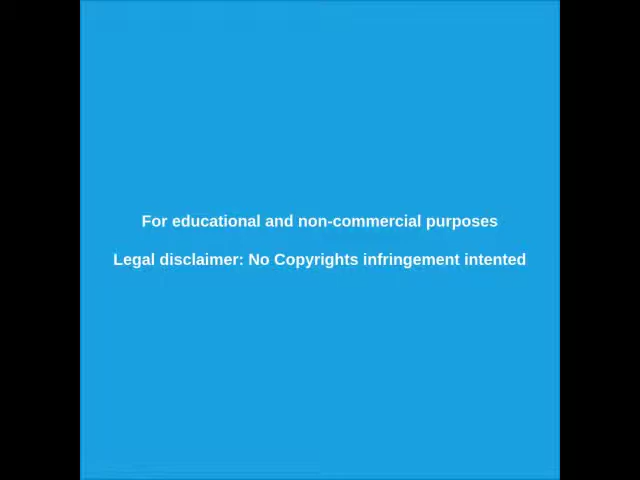 For educational and non-commercial purposes
Legal disclaimer: No Copyrights infringement intented